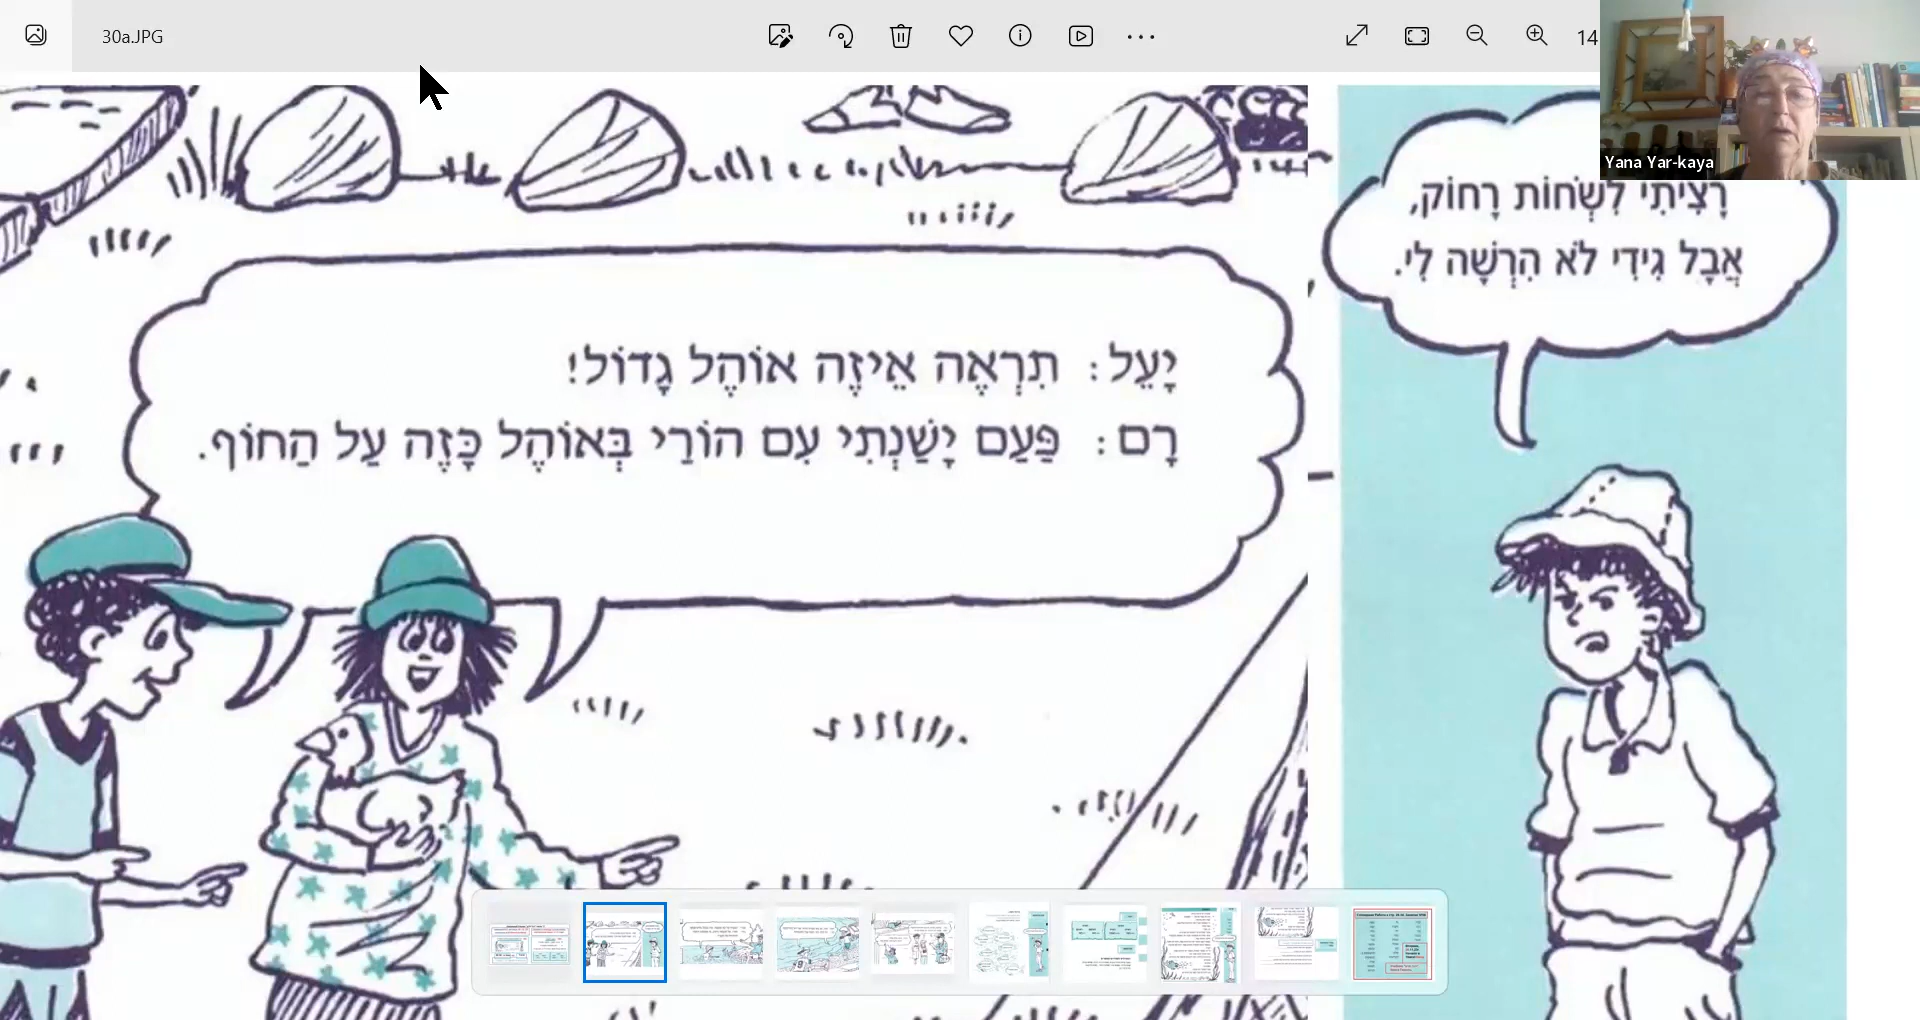 30a.JPG
14
Yana Yar-kaya
רָצִיתִי לִשְׂחוֹת רָחוֹק,
אֲבָל גִידִי לֹא הִרְשָׁה לִי.
יָעֵל: תִרְאֶה אֵיזֶה אוֹהֶל גָדוֹל!
רָם: פַּעַם יָשַׁנְתִי עִם הוֹרַי בְּאוֹהֶל כָּזֶה עַל הַחוֹף.